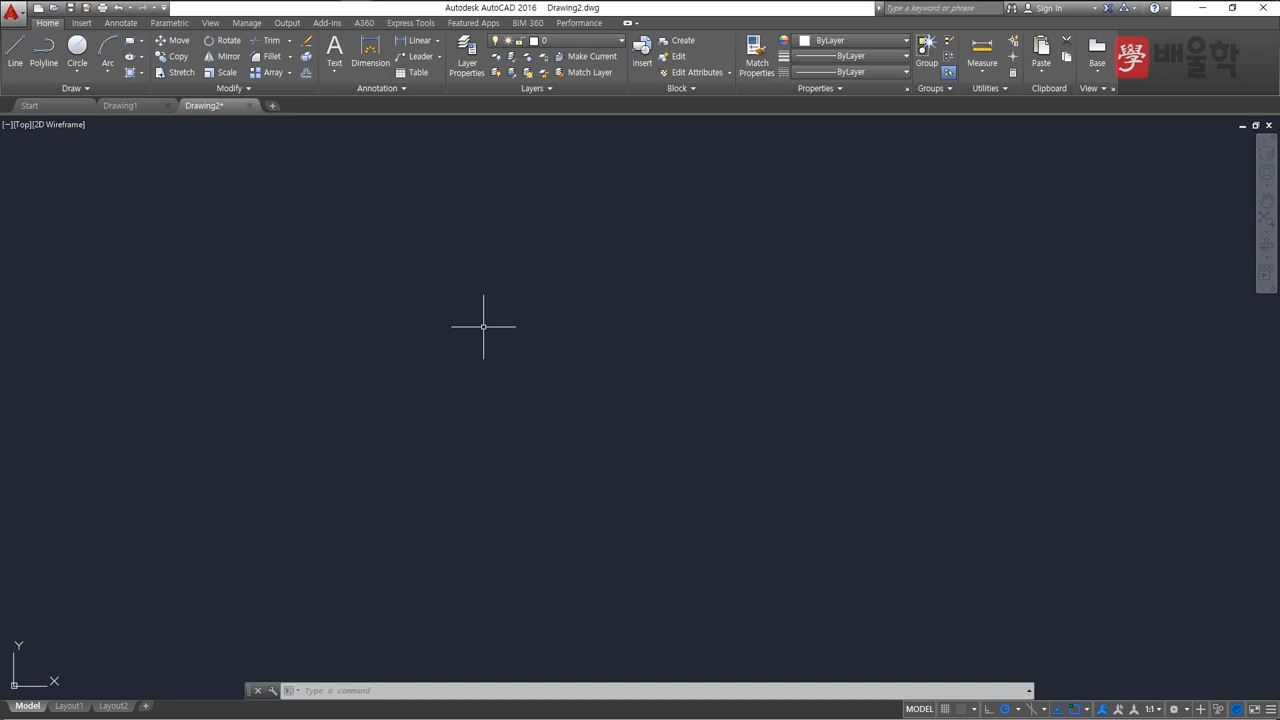 Autodesk AutoCAD 2016 Drawing2.dwg
Type a keyword or phrase
Sign In
Home Insert Annotate Parametric View Manage Output Add-ins A360 Express Tools Featured Apps BIM 360 Performance
Line Polyline Circle Arc
Move Rotate Trim
Copy Mirror Fillet
Stretch Scale Array
Text Dimension
Linear
Leader
Table
Layer Properties
0
Make Current
Match Layer
Insert
Create
Edit
Edit Attributes
Match Properties
ByLayer
ByLayer
ByLayer
Group Measure Paste Base
學 배울학
Draw Modify Annotation Layers Block Properties Groups Utilities Clipboard View
Start Drawing1 Drawing2*
[−][Top][2D Wireframe]
Y
X
Type a command
Model Layout1 Layout2
MODEL 1:1